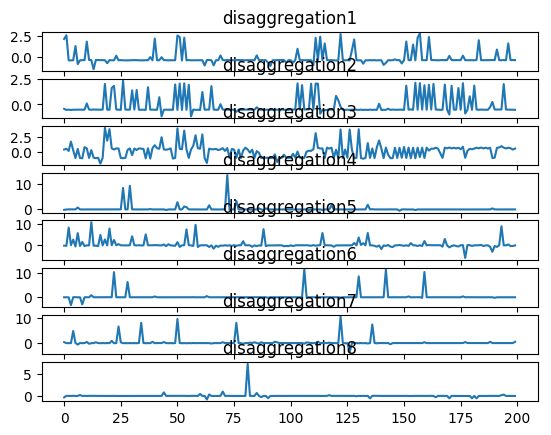 disaggregation1
2.5
0.0
disaggregation2
2.5
0.0
disaggregation3
2.5
0.0
disaggregation4
10
0
disaggregation5
10
0
disaggregation6
10
0
disaggregation7
10
0
disaggregation8
5
0
0 25 50 75 100 125 150 175 200